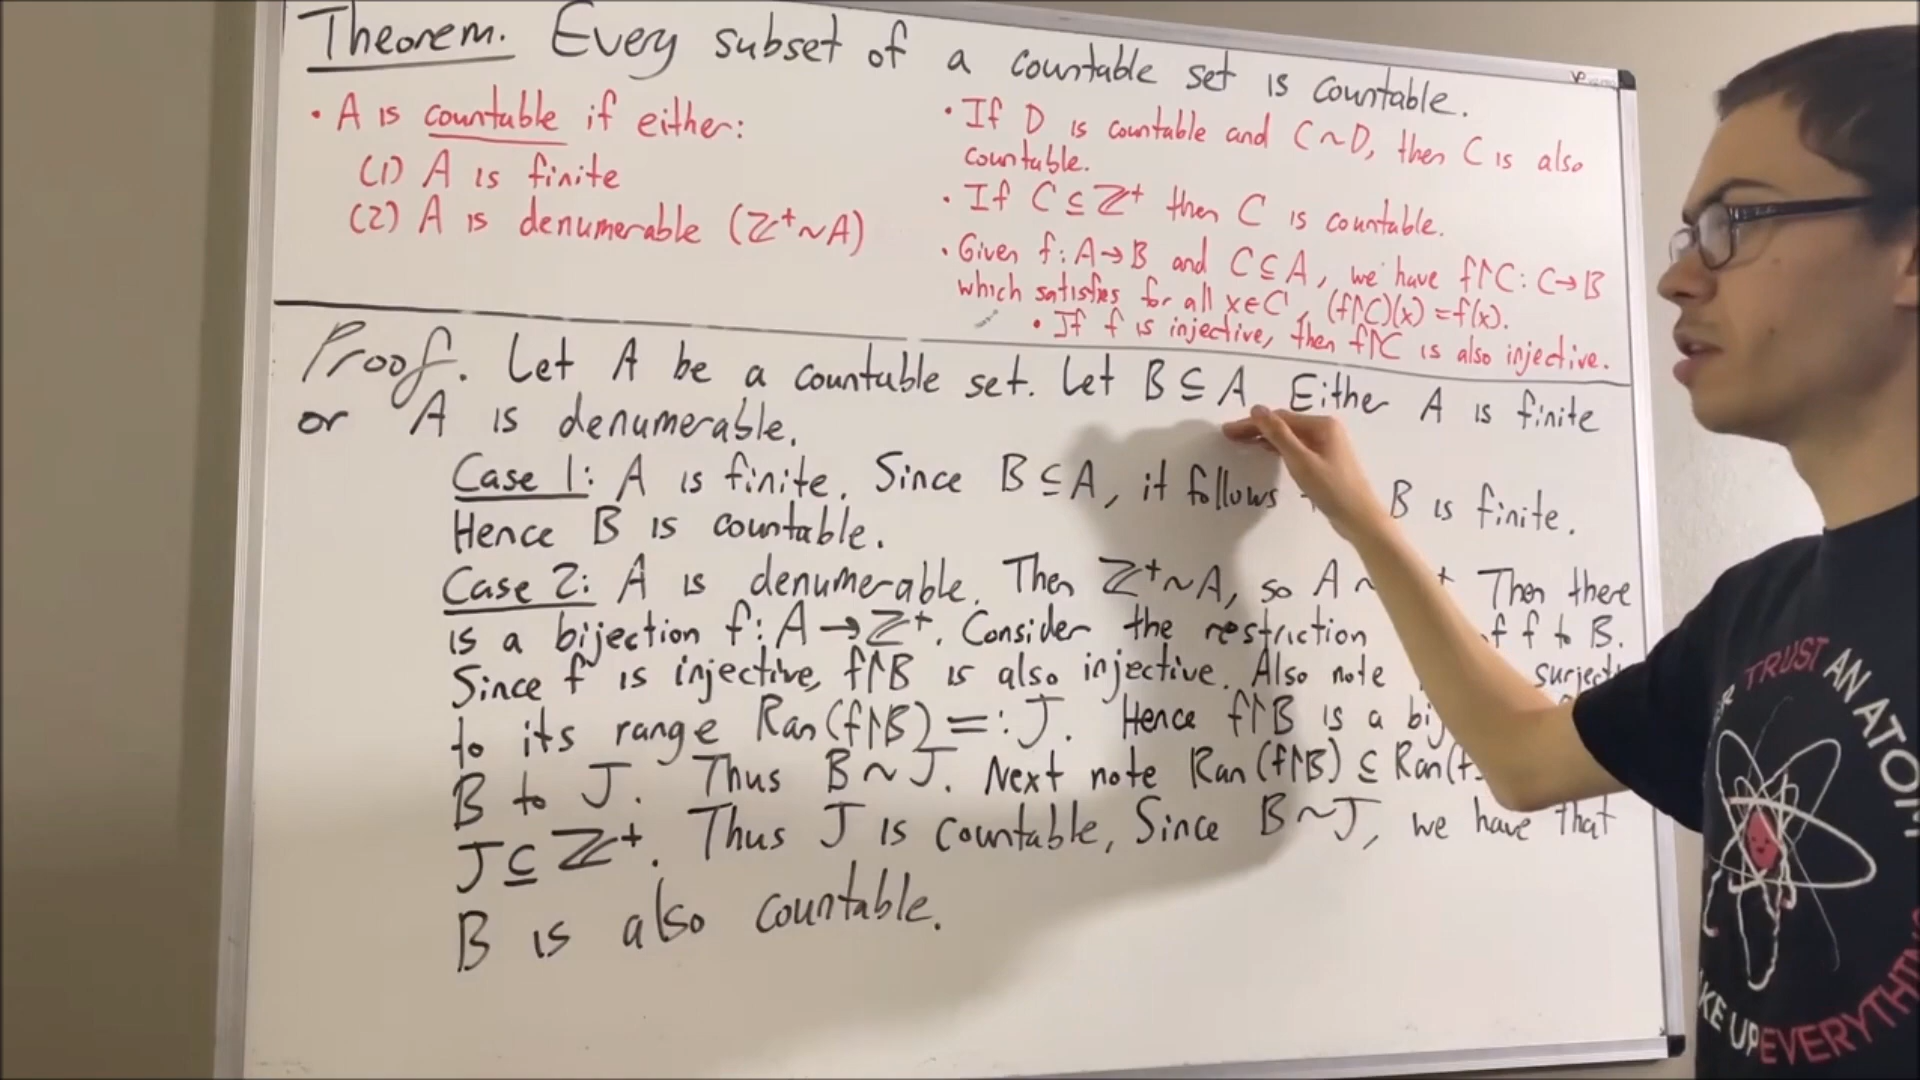 Theorem. Every subset of a countable set is countable.
• A is countable if either:
(1) A is finite
(2) A is denumerable (ℤ⁺~A)
• If D is countable and C~D, then C is also
countable.
• If C⊆ℤ⁺ then C is countable.
• Given f:A→B and C⊆A, we have f↾C:C→B
which satisfies for all x∈C, (f↾C)(x)=f(x).
• If f is injective, then f↾C is also injective.
Proof. Let A be a countable set. Let B⊆A. Either A is finite
or A is denumerable.
Case 1: A is finite. Since B⊆A, it follows B is finite.
Hence B is countable.
Case 2: A is denumerable. Then ℤ⁺~A, so A~ ⁺ Then there
is a bijection f:A→ℤ⁺. Consider the restriction of f to B.
Since f is injective, f↾B is also injective. Also note
to its range Ran(f↾B)=:J. Hence f↾B is a
B to J. Thus B~J. Next note Ran(f↾B)⊆Ran(f
J⊆ℤ⁺. Thus J is countable, Since B~J, we have that
B is also countable.
TRUST AN ATOM
KE UP EVERYTHIN